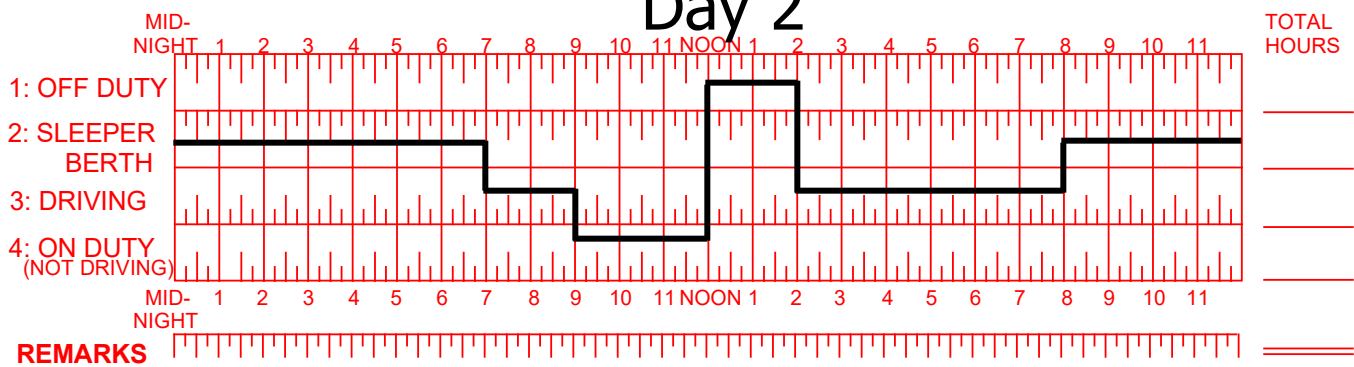 Day 2
MID-
NIGHT 1 2 3 4 5 6 7 8 9 10 11 NOON 1 2 3 4 5 6 7 8 9 10 11
TOTAL
HOURS
1: OFF DUTY
2: SLEEPER
BERTH
3: DRIVING
4: ON DUTY
(NOT DRIVING)
MID-
NIGHT
1 2 3 4 5 6 7 8 9 10 11 NOON 1 2 3 4 5 6 7 8 9 10 11
REMARKS